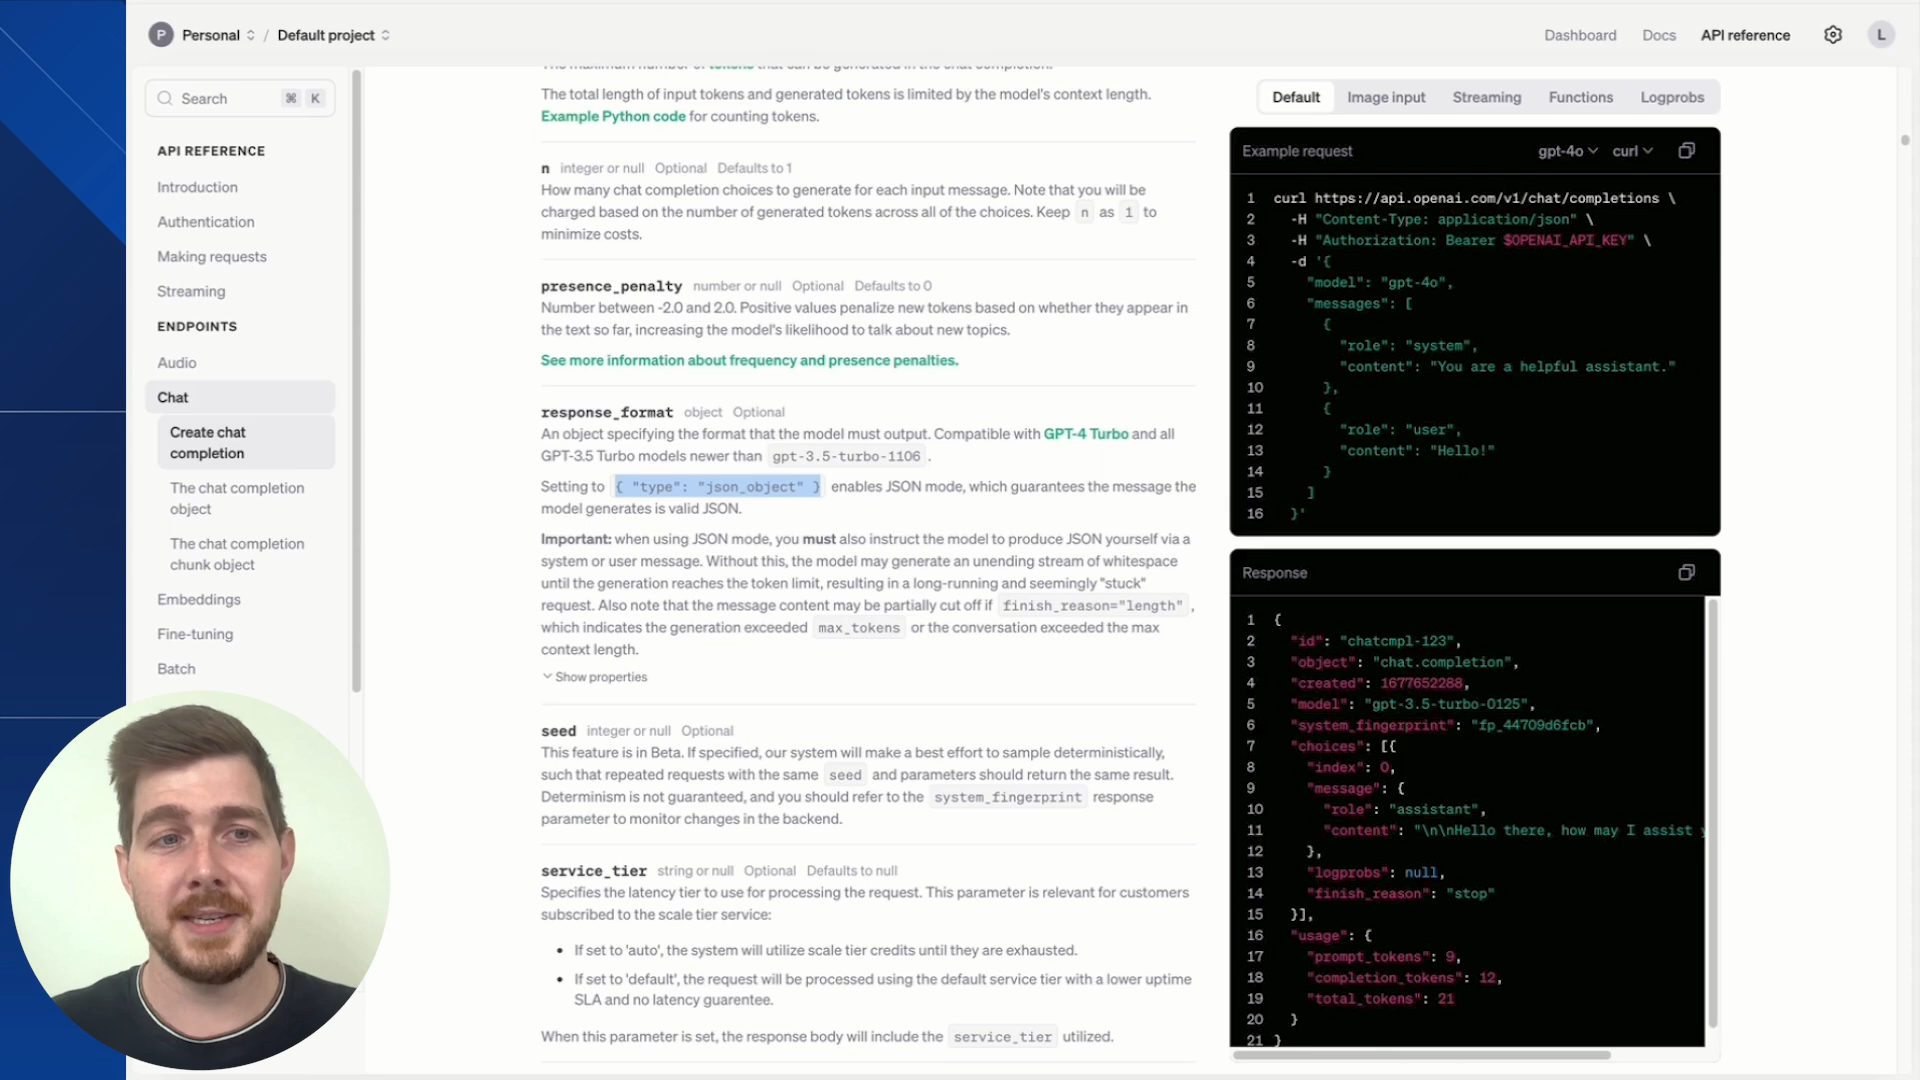 P Personal / Default project
Dashboard Docs API reference L
Search ⌘ K
API REFERENCE
Introduction
Authentication
Making requests
Streaming
ENDPOINTS
Audio
Chat
Create chat
completion
The chat completion
object
The chat completion
chunk object
Embeddings
Fine-tuning
Batch
The maximum number of tokens that can be generated in the chat completion.
The total length of input tokens and generated tokens is limited by the model's context length.
Example Python code for counting tokens.
n integer or null Optional Defaults to 1
How many chat completion choices to generate for each input message. Note that you will be
charged based on the number of generated tokens across all of the choices. Keep n as 1 to
minimize costs.
presence_penalty number or null Optional Defaults to 0
Number between -2.0 and 2.0. Positive values penalize new tokens based on whether they appear in
the text so far, increasing the model's likelihood to talk about new topics.
See more information about frequency and presence penalties.
response_format object Optional
An object specifying the format that the model must output. Compatible with GPT-4 Turbo and all
GPT-3.5 Turbo models newer than gpt-3.5-turbo-1106 .
Setting to { "type": "json_object" } enables JSON mode, which guarantees the message the
model generates is valid JSON.
Important: when using JSON mode, you must also instruct the model to produce JSON yourself via a
system or user message. Without this, the model may generate an unending stream of whitespace
until the generation reaches the token limit, resulting in a long-running and seemingly "stuck"
request. Also note that the message content may be partially cut off if finish_reason="length" ,
which indicates the generation exceeded max_tokens or the conversation exceeded the max
context length.
Show properties
seed integer or null Optional
This feature is in Beta. If specified, our system will make a best effort to sample deterministically,
such that repeated requests with the same seed and parameters should return the same result.
Determinism is not guaranteed, and you should refer to the system_fingerprint response
parameter to monitor changes in the backend.
service_tier string or null Optional Defaults to null
Specifies the latency tier to use for processing the request. This parameter is relevant for customers
subscribed to the scale tier service:
• If set to 'auto', the system will utilize scale tier credits until they are exhausted.
• If set to 'default', the request will be processed using the default service tier with a lower uptime
SLA and no latency guarentee.
When this parameter is set, the response body will include the service_tier utilized.
Default Image input Streaming Functions Logprobs
Example request gpt-4o curl
1 curl https://api.openai.com/v1/chat/completions \
2 -H "Content-Type: application/json" \
3 -H "Authorization: Bearer $OPENAI_API_KEY" \
4 -d '{
5 "model": "gpt-4o",
6 "messages": [
7 {
8 "role": "system",
9 "content": "You are a helpful assistant."
10 },
11 {
12 "role": "user",
13 "content": "Hello!"
14 }
15 ]
16 }'
Response
1 {
2 "id": "chatcmpl-123",
3 "object": "chat.completion",
4 "created": 1677652288,
5 "model": "gpt-3.5-turbo-0125",
6 "system_fingerprint": "fp_44709d6fcb",
7 "choices": [{
8 "index": 0,
9 "message": {
10 "role": "assistant",
11 "content": "\n\nHello there, how may I assist
12 },
13 "logprobs": null,
14 "finish_reason": "stop"
15 }],
16 "usage": {
17 "prompt_tokens": 9,
18 "completion_tokens": 12,
19 "total_tokens": 21
20 }
21 }